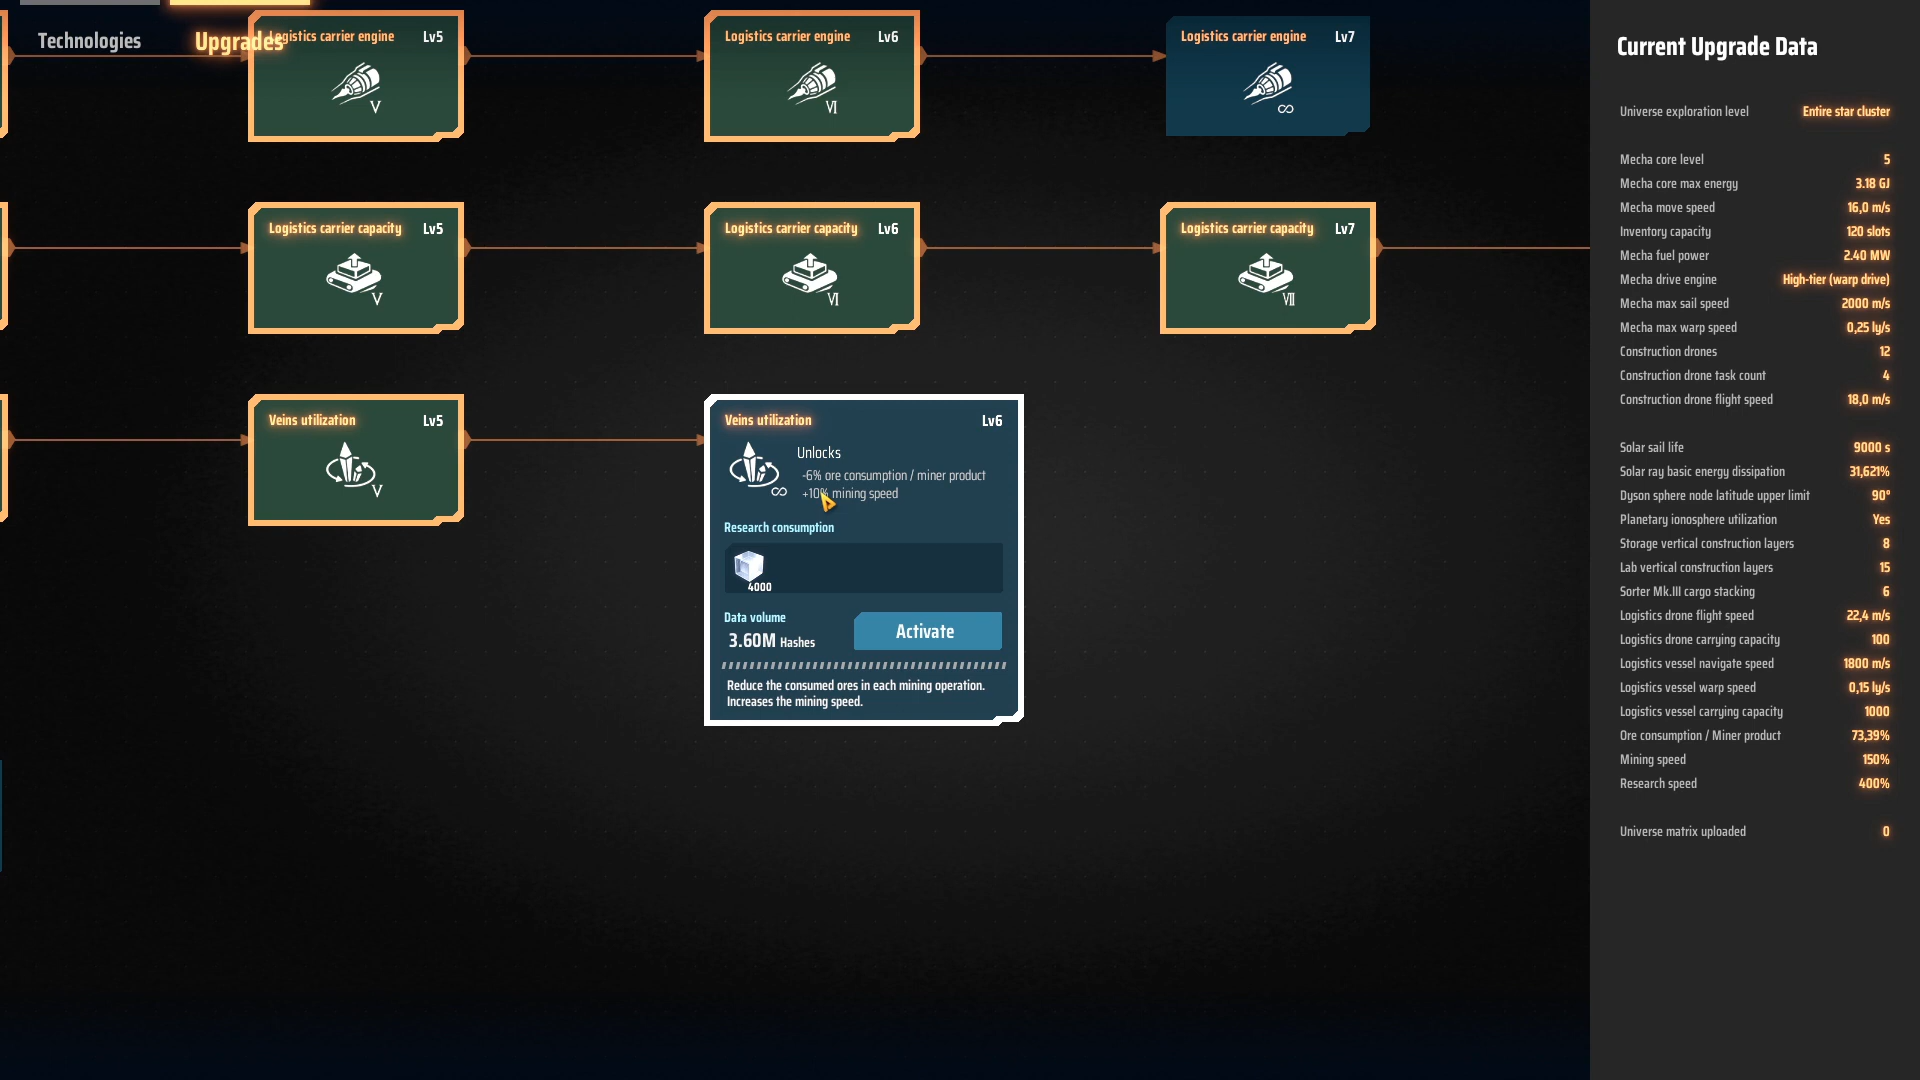 Technologies
Upgrades
Logistics carrier engine Lv5
V
Logistics carrier engine Lv6
VI
Logistics carrier engine Lv7
∞
Logistics carrier capacity Lv5
V
Logistics carrier capacity Lv6
VI
Logistics carrier capacity Lv7
VII
Veins utilization Lv5
V
Veins utilization Lv6
∞
Unlocks
-6% ore consumption / miner product
+10% mining speed
Research consumption
4000
Data volume
3.60M Hashes
Activate
Reduce the consumed ores in each mining operation.
Increases the mining speed.
Current Upgrade Data
Universe exploration level Entire star cluster
Mecha core level 5
Mecha core max energy 3.18 GJ
Mecha move speed 16,0 m/s
Inventory capacity 120 slots
Mecha fuel power 2.40 MW
Mecha drive engine High-tier (warp drive)
Mecha max sail speed 2000 m/s
Mecha max warp speed 0,25 ly/s
Construction drones 12
Construction drone task count 4
Construction drone flight speed 18,0 m/s
Solar sail life 9000 s
Solar ray basic energy dissipation 31,621%
Dyson sphere node latitude upper limit 90°
Planetary ionosphere utilization Yes
Storage vertical construction layers 8
Lab vertical construction layers 15
Sorter Mk.III cargo stacking 6
Logistics drone flight speed 22,4 m/s
Logistics drone carrying capacity 100
Logistics vessel navigate speed 1800 m/s
Logistics vessel warp speed 0,15 ly/s
Logistics vessel carrying capacity 1000
Ore consumption / Miner product 73,39%
Mining speed 150%
Research speed 400%
Universe matrix uploaded 0